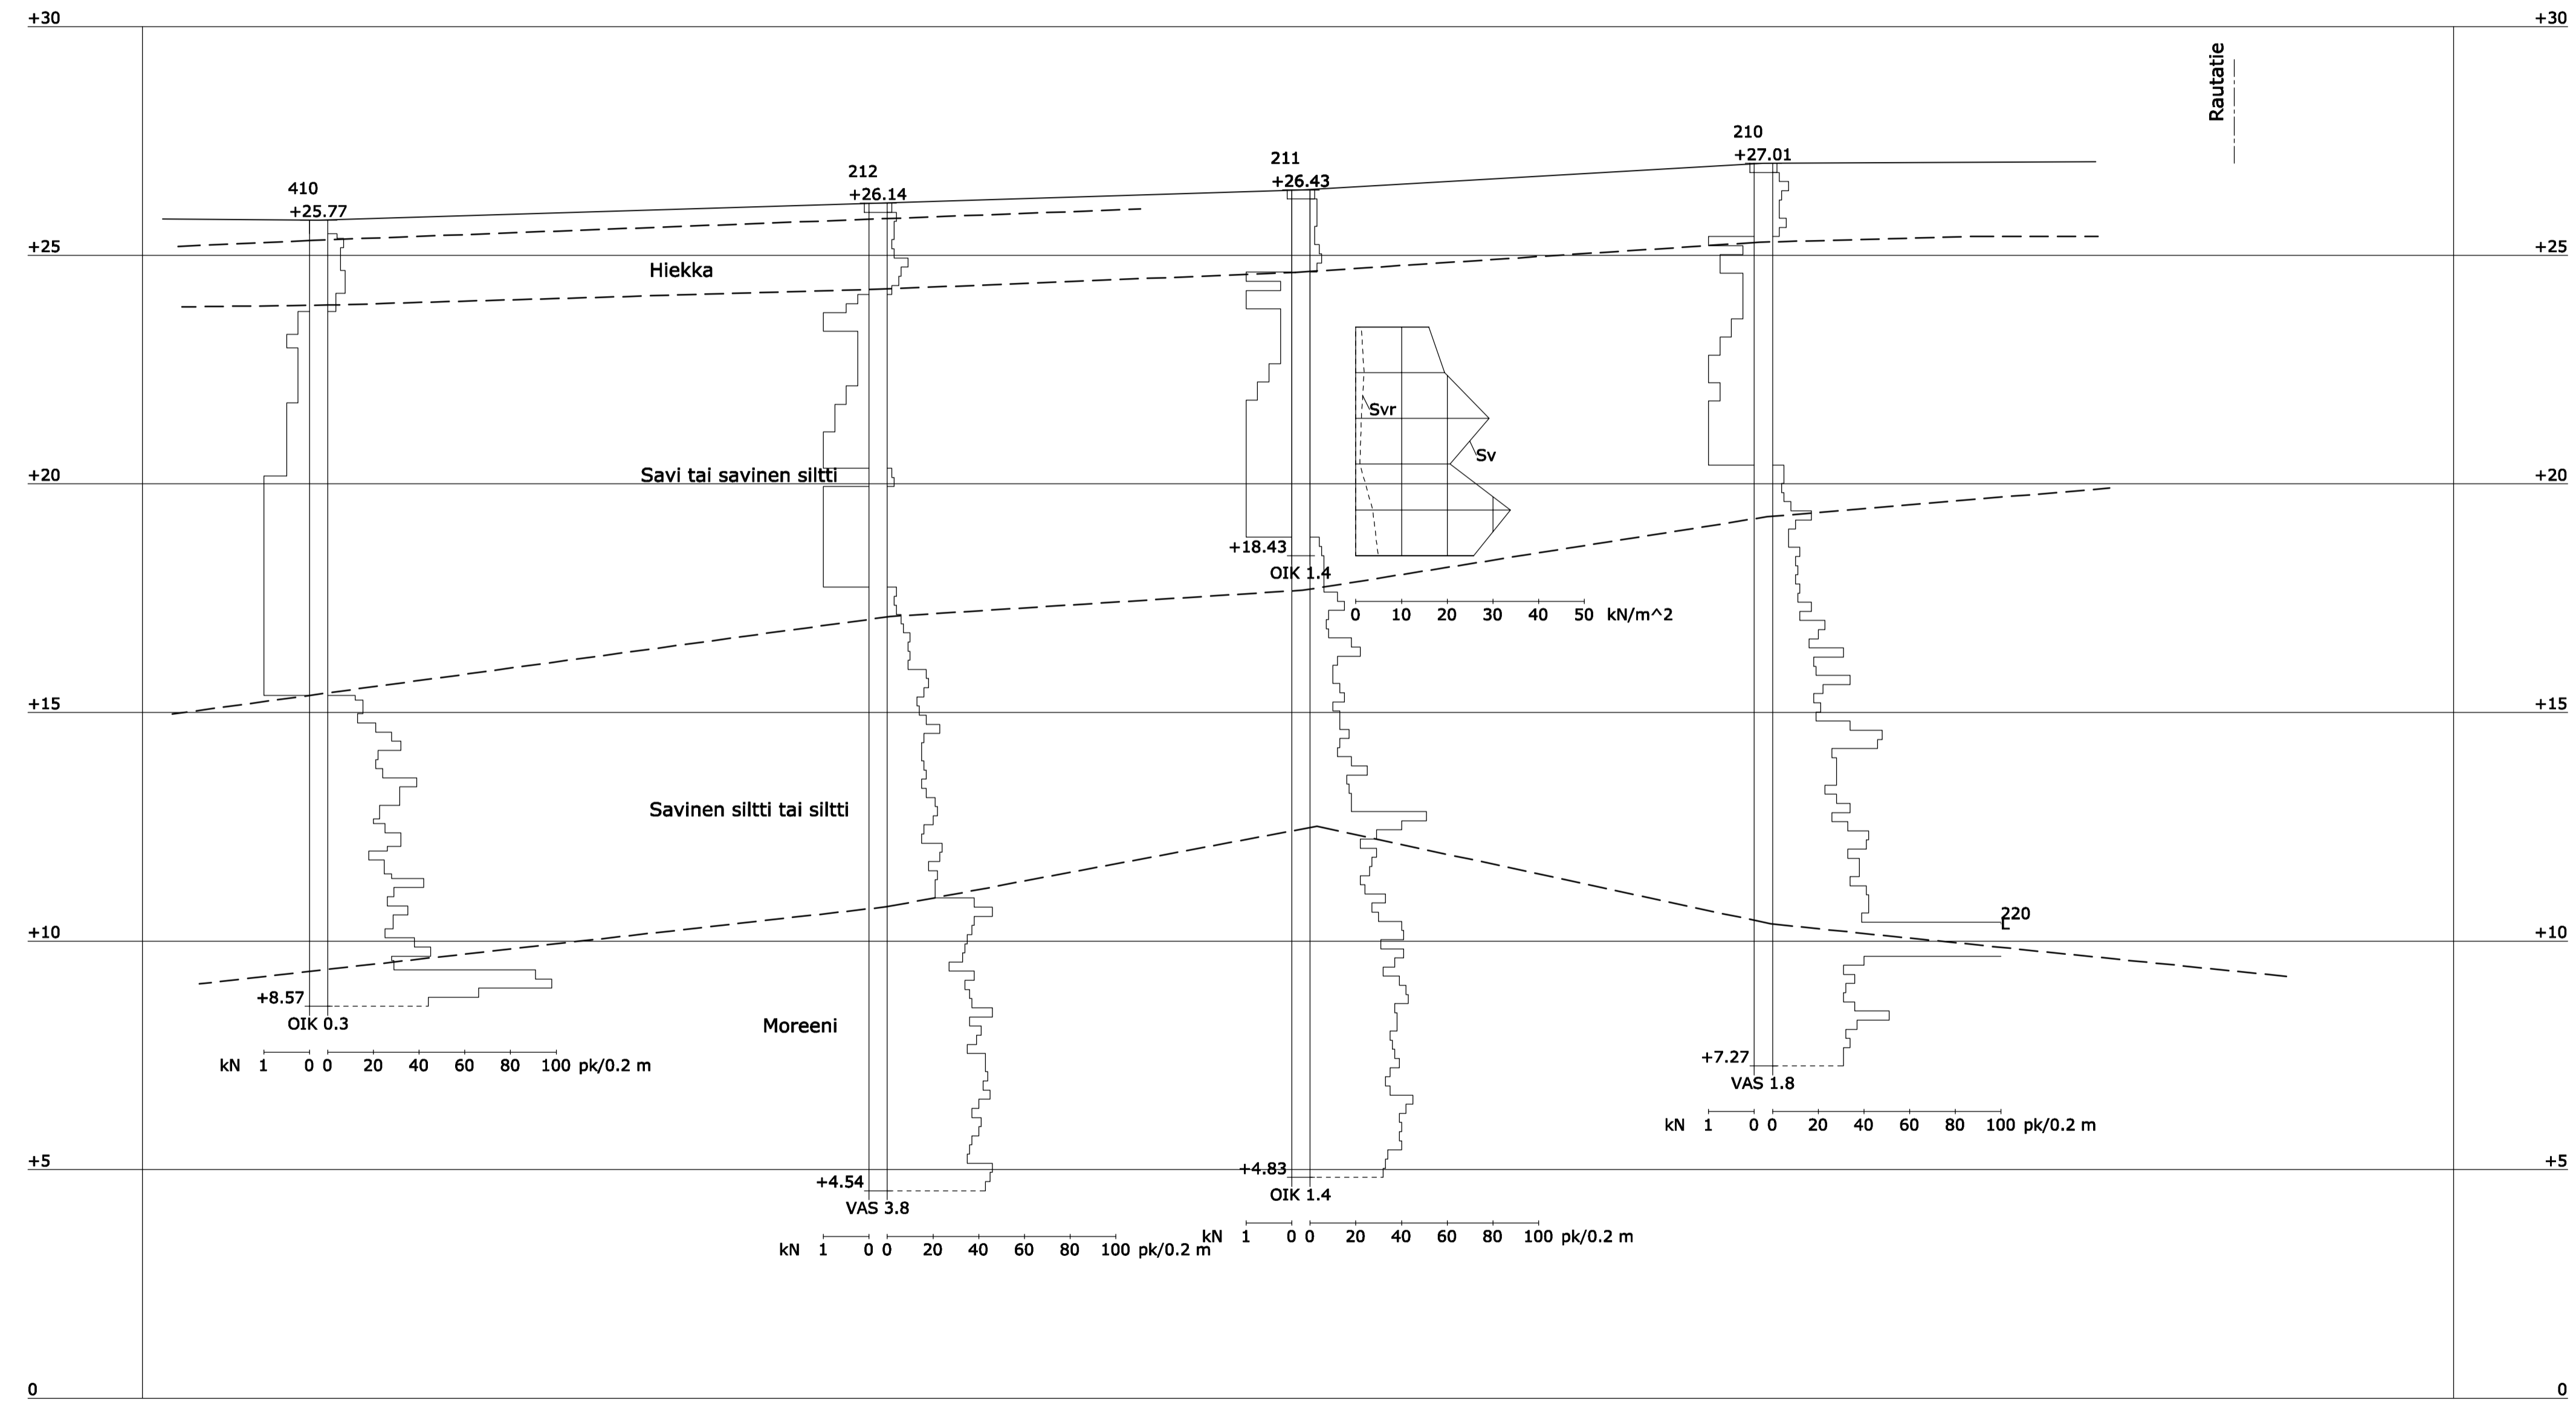 +30 +30
Rautatie
210
+27.01
211
+26.43
212
+26.14
410
+25.77
+25 +25
Hiekka
Svr
Sv
+20 Savi tai savinen siltti +20
+18.43
OIK 1.4
0 10 20 30 40 50 kN/m^2
+15 +15
Savinen siltti tai siltti
220
L
+10 +10
+8.57
OIK 0.3
Moreeni
kN 1 0 0 20 40 60 80 100 pk/0.2 m
+7.27
VAS 1.8
kN 1 0 0 20 40 60 80 100 pk/0.2 m
+5 +5
+4.83
OIK 1.4
+4.54
VAS 3.8
kN 1 0 0 20 40 60 80 100 pk/0.2 m
kN 1 0 0 20 40 60 80 100 pk/0.2 m
0 0